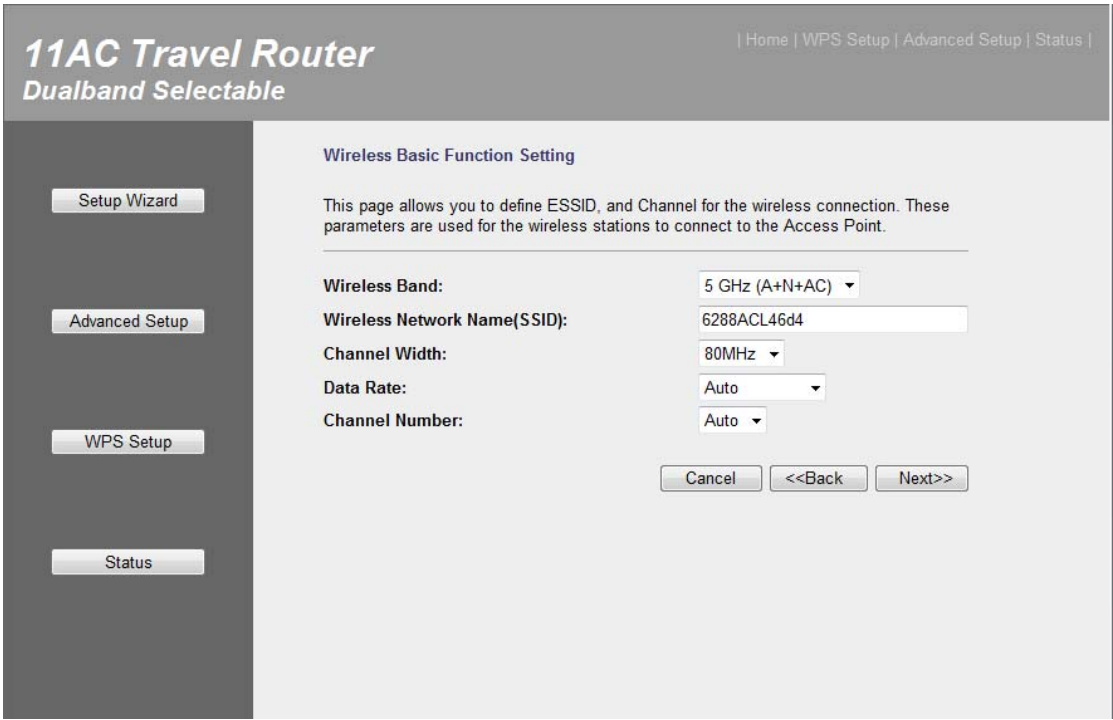 11AC Travel Router
Dualband Selectable
| Home | WPS Setup | Advanced Setup | Status |
Setup Wizard
Advanced Setup
WPS Setup
Status
Wireless Basic Function Setting
This page allows you to define ESSID, and Channel for the wireless connection. These
parameters are used for the wireless stations to connect to the Access Point.
Wireless Band: 5 GHz (A+N+AC)
Wireless Network Name(SSID): 6288ACL46d4
Channel Width: 80MHz
Data Rate: Auto
Channel Number: Auto
Cancel <<Back Next>>